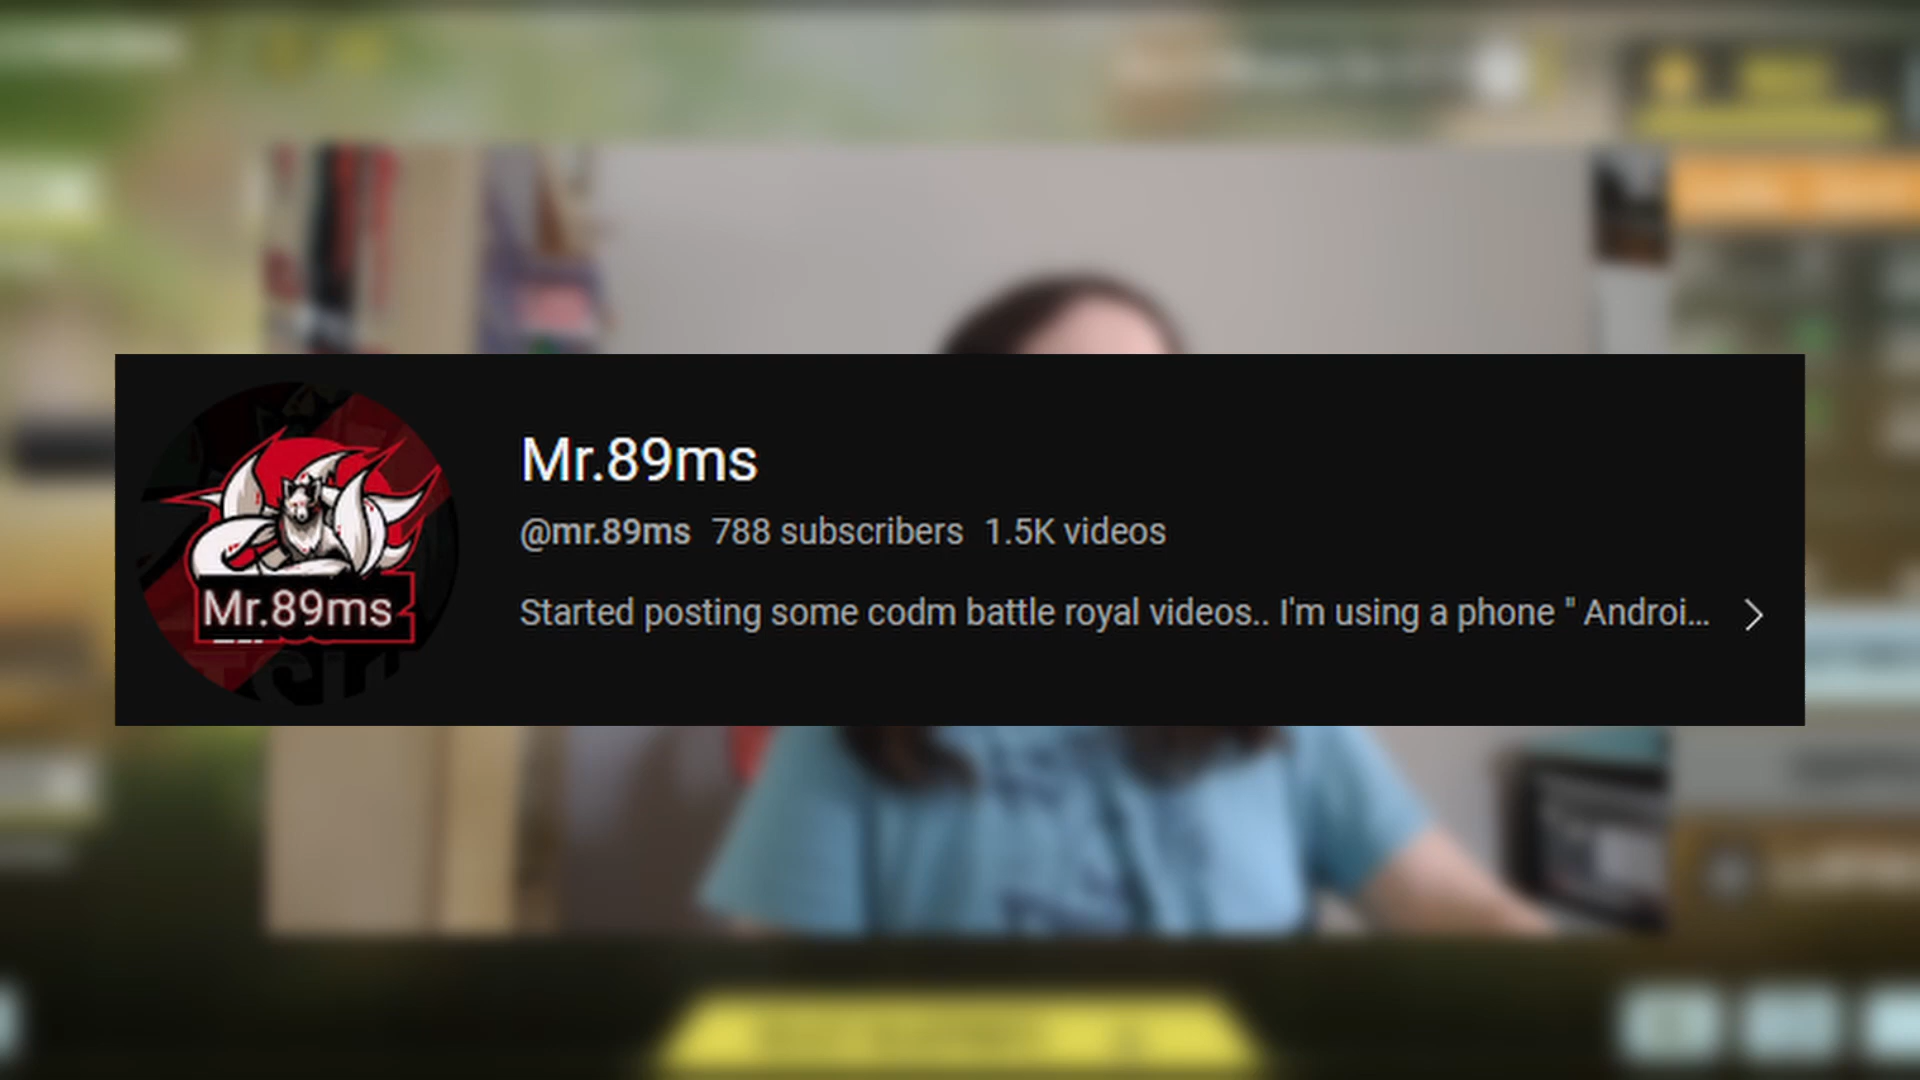 Mr.89ms
@mr.89ms 788 subscribers 1.5K videos
Started posting some codm battle royal videos.. I'm using a phone " Androi...
Mr.89ms